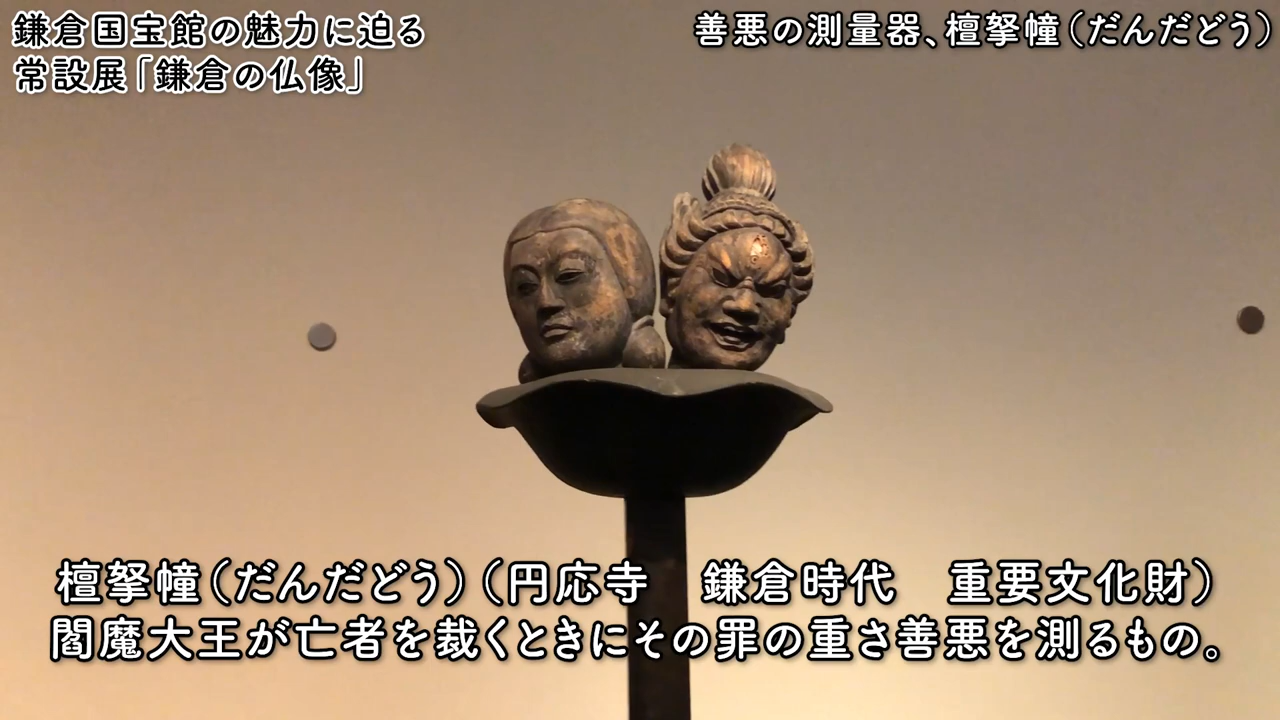 鎌倉国宝館の魅力に迫る
常設展「鎌倉の仏像」
善悪の測量器、檀拏幢（だんだどう）
檀拏幢（だんだどう）（円応寺　鎌倉時代　重要文化財）
閻魔大王が亡者を裁くときにその罪の重さ善悪を測るもの。